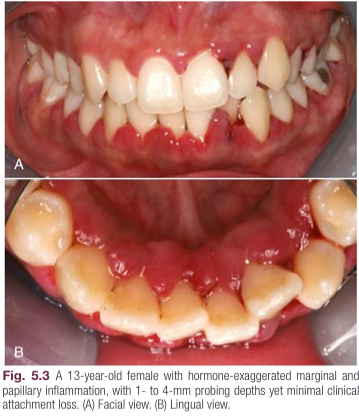 A
B
Fig. 5.3 A 13-year-old female with hormone-exaggerated marginal and
papillary inflammation, with 1- to 4-mm probing depths yet minimal clinical
attachment loss. (A) Facial view. (B) Lingual view.